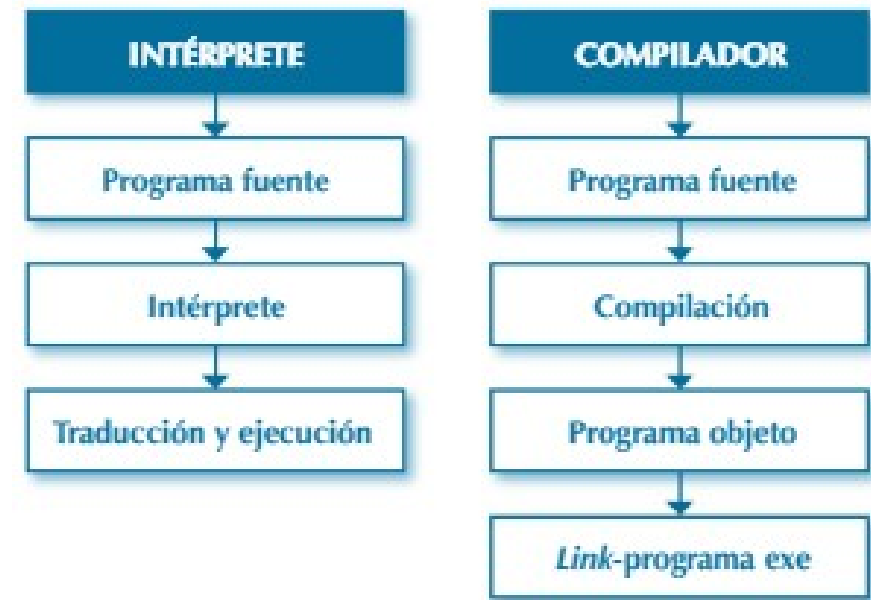 INTÉRPRETE
Programa fuente
Intérprete
Traducción y ejecución
COMPILADOR
Programa fuente
Compilación
Programa objeto
Link-programa exe